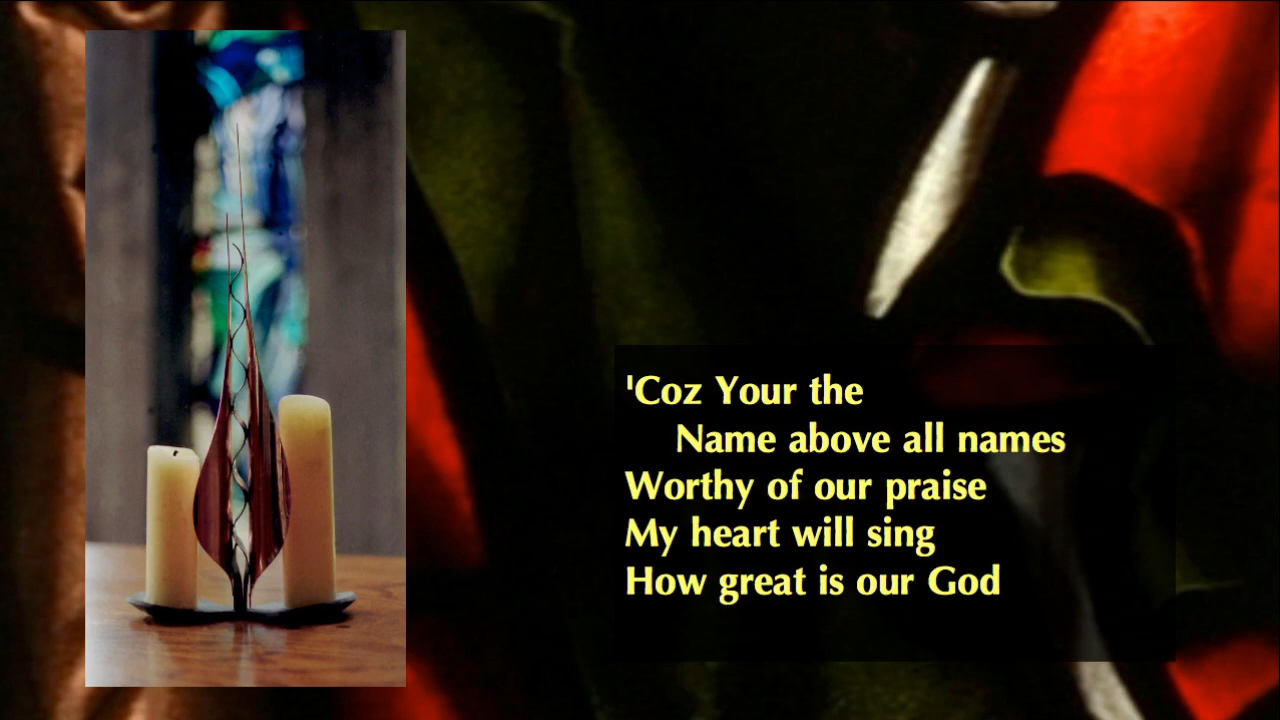 'Coz Your the
Name above all names
Worthy of our praise
My heart will sing
How great is our God